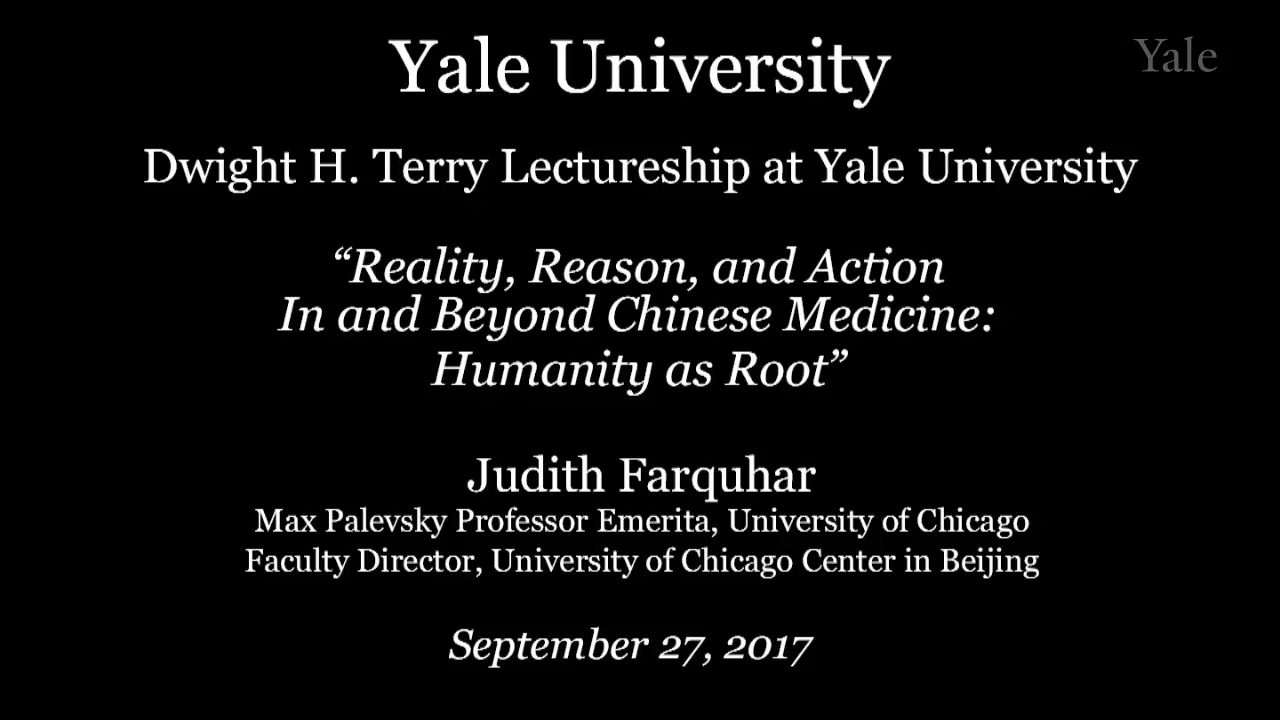 Yale University
Yale
Dwight H. Terry Lectureship at Yale University
“Reality, Reason, and Action
In and Beyond Chinese Medicine:
Humanity as Root”
Judith Farquhar
Max Palevsky Professor Emerita, University of Chicago
Faculty Director, University of Chicago Center in Beijing
September 27, 2017